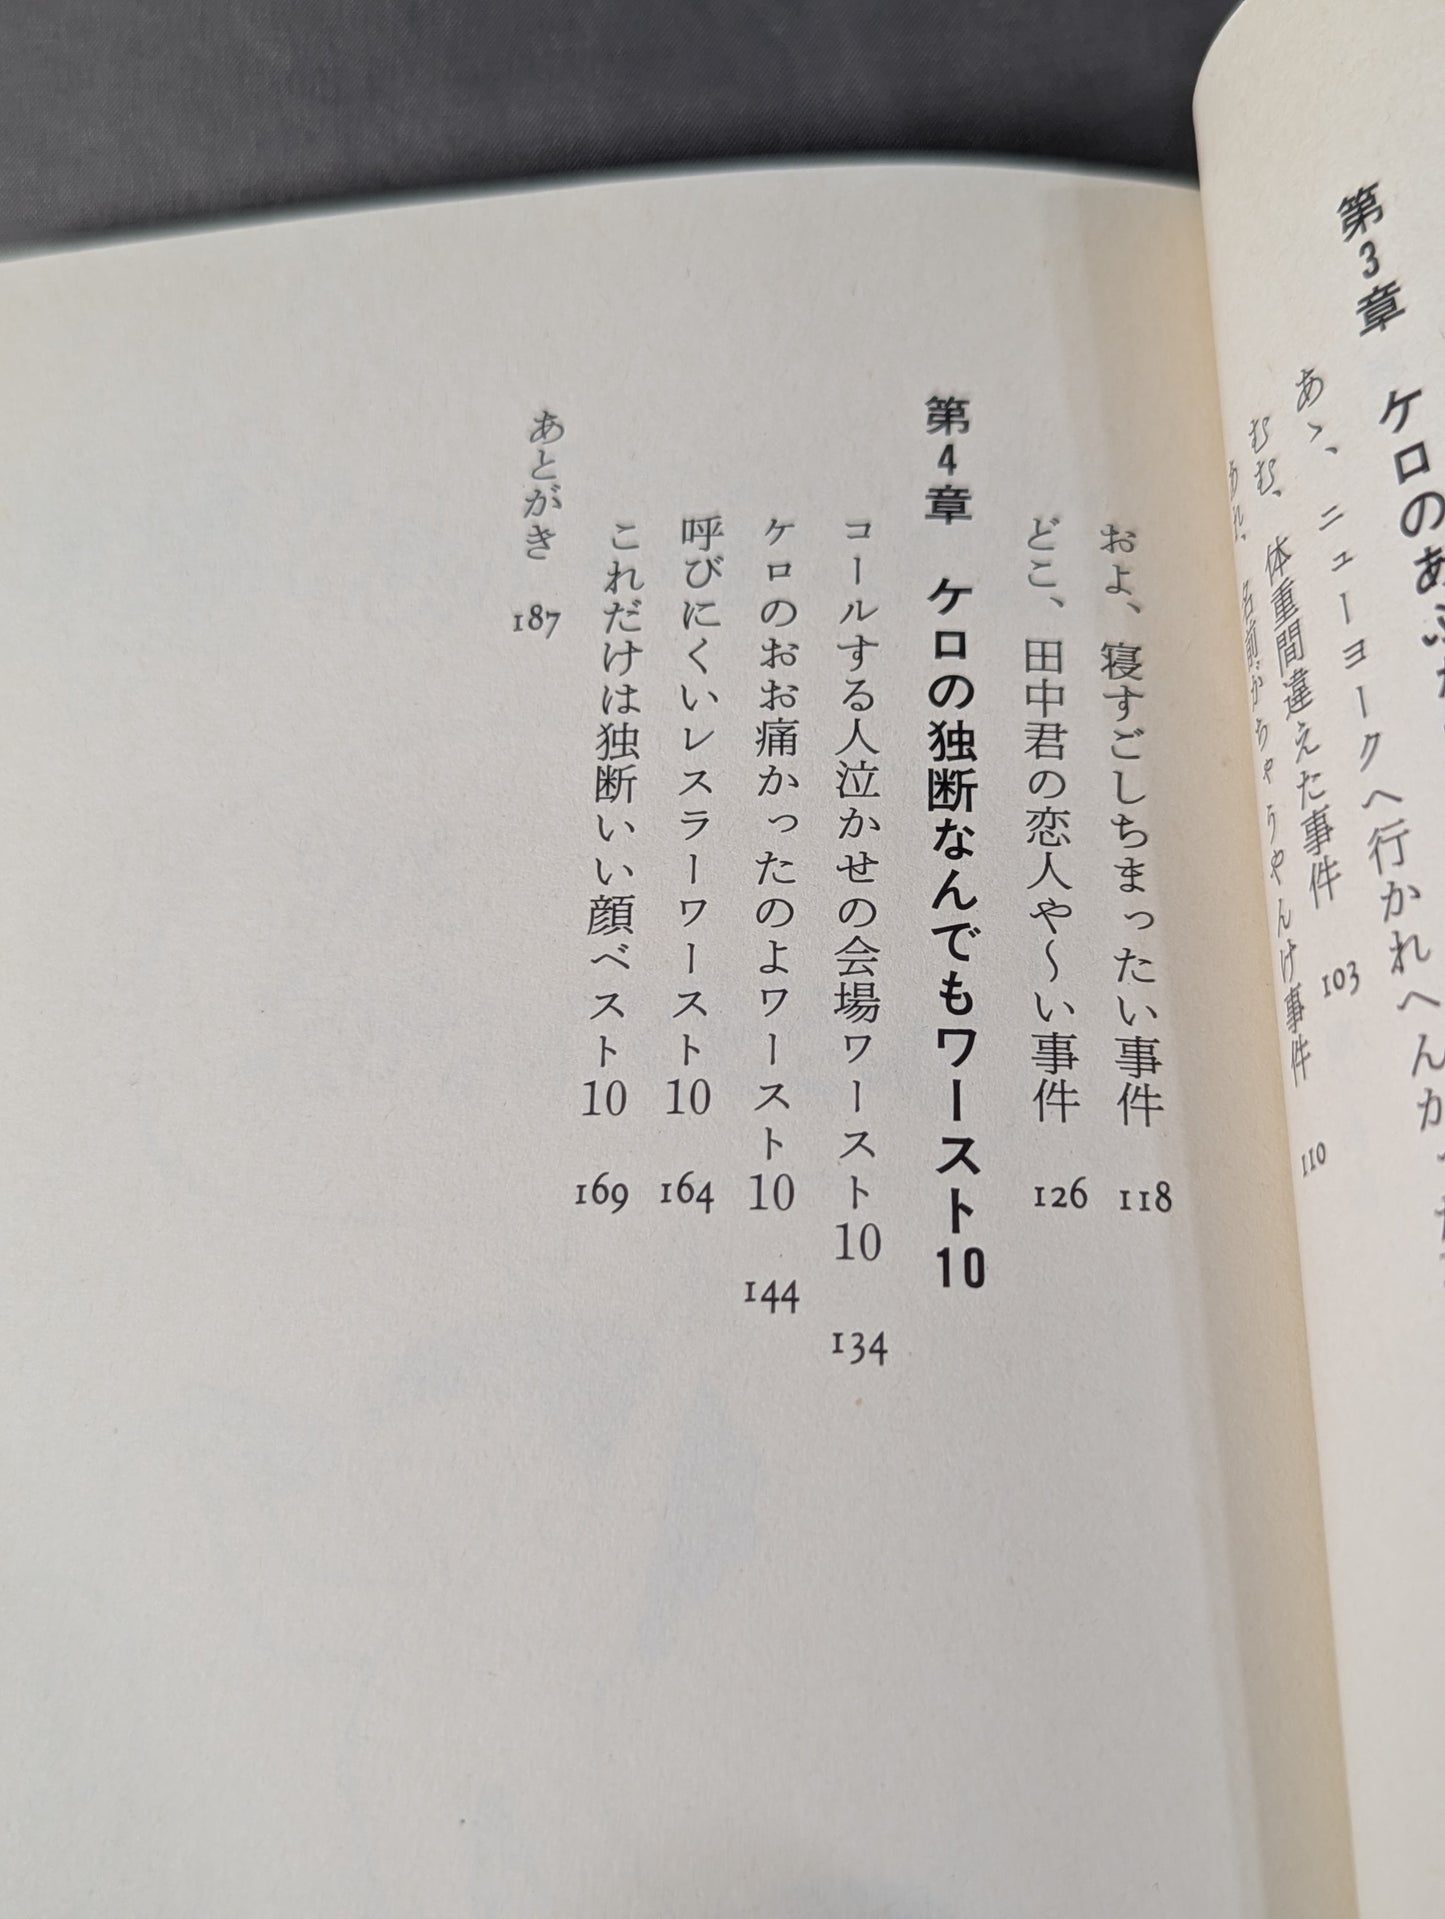 第3章 ケロのあ
あゝ、ニューヨークへ行かれへんか
むむ、体重間違えた事件 103
あれ、名前がちゃうやんけ事件 110
およ、寝すごしちまったい事件 118
どこ、田中君の恋人や～い事件 126
第4章 ケロの独断なんでもワースト10
コールする人泣かせの会場ワースト10 134
ケロのおお痛かったのよワースト10 144
呼びにくいレスラーワースト10 164
これだけは独断いい顔ベスト10 169
あとがき 187